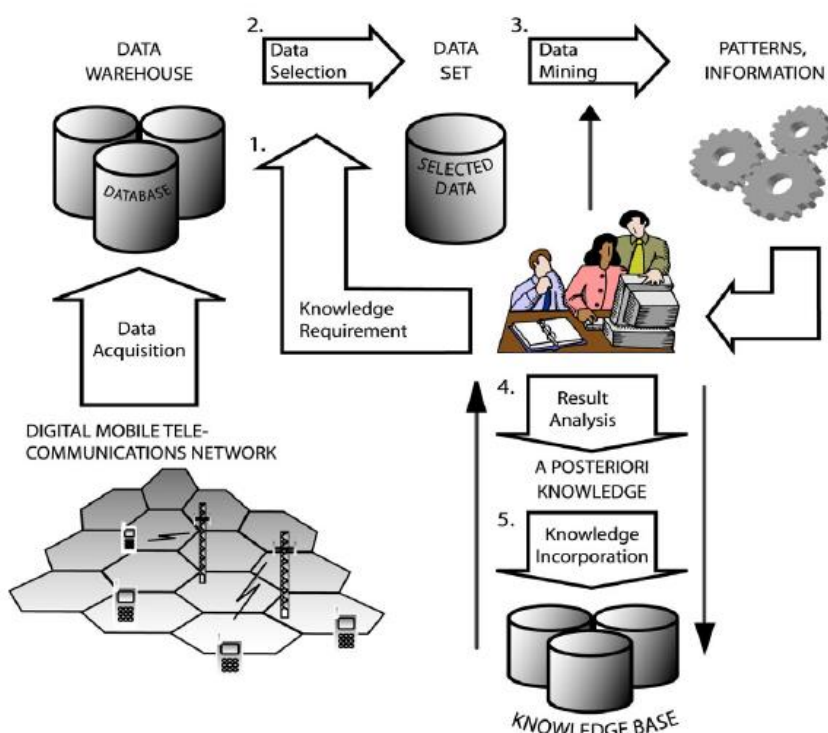 DATA
WAREHOUSE
2.
Data
Selection
DATA
SET
3.
Data
Mining
PATTERNS,
INFORMATION
DATABASE
1.
SELECTED
DATA
Knowledge
Requirement
Data
Acquisition
DIGITAL MOBILE TELE-
COMMUNICATIONS NETWORK
4.
Result
Analysis
A POSTERIORI
KNOWLEDGE
5.
Knowledge
Incorporation
KNOWLEDGE BASE